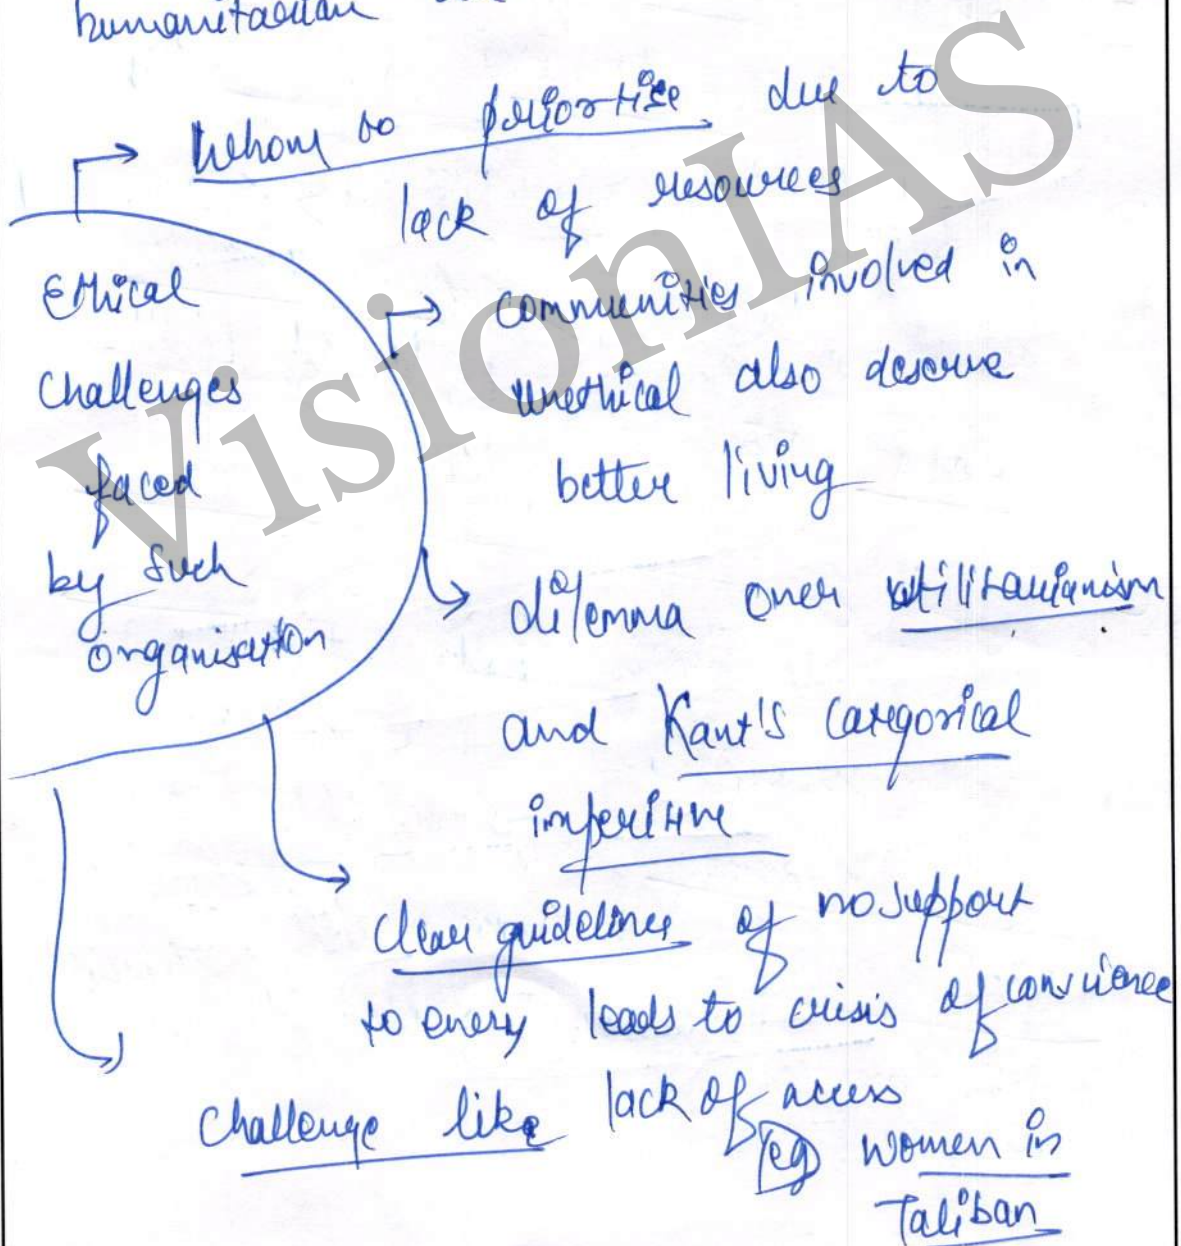 humanitarian
Whom to priortise due to
lack of resources
Ethical
Challenges
faced
by such
organisation
communities involved in
unethical also deserve
better living
dilemma over utilitarianism
and Kant's categorical
imperitive
Clear guidelines of no support
to enemy leads to crisis of conscience
Challenge like lack of access
eg women in
Taliban
VisionIAS